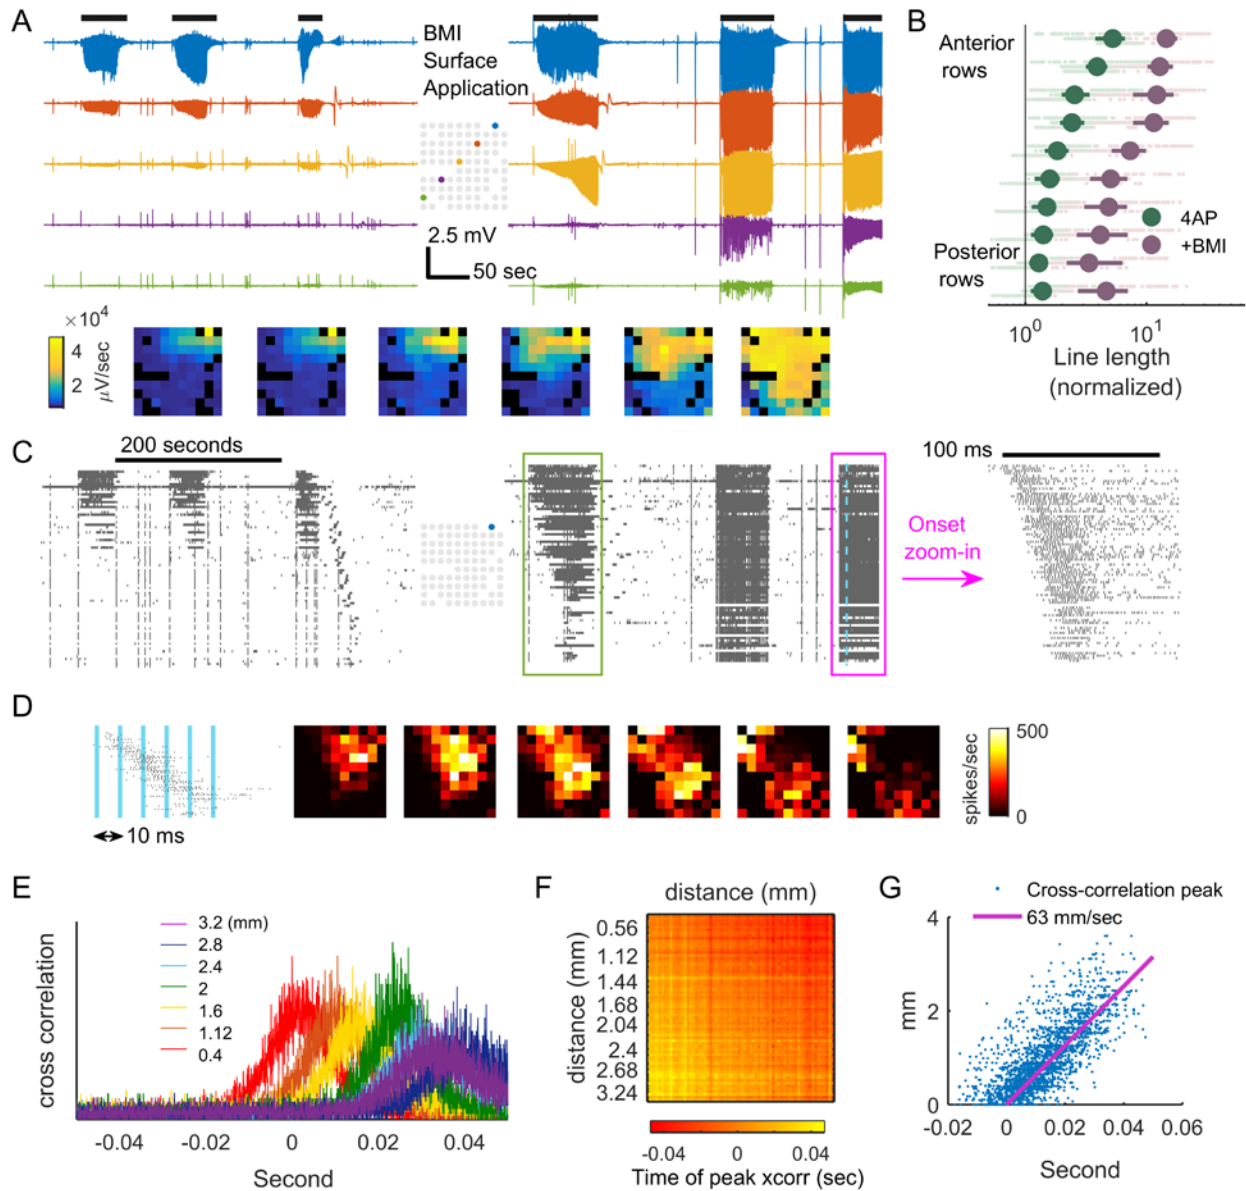 A
BMI
Surface
Application
2.5 mV
50 sec
×10⁴
4
2
µV/sec
B
Anterior
rows
Posterior
rows
4AP
+BMI
10⁰ 10¹
Line length
(normalized)
C
200 seconds
100 ms
Onset
zoom-in
D
10 ms
500
0
spikes/sec
E
cross correlation
3.2 (mm)
2.8
2.4
2
1.6
1.12
0.4
-0.04 -0.02 0 0.02 0.04
Second
F
distance (mm)
distance (mm)
0.56
1.12
1.44
1.68
2.04
2.4
2.68
3.24
-0.04 0 0.04
Time of peak xcorr (sec)
G
Cross-correlation peak
63 mm/sec
mm
4
2
0
-0.02 0 0.02 0.04 0.06
Second